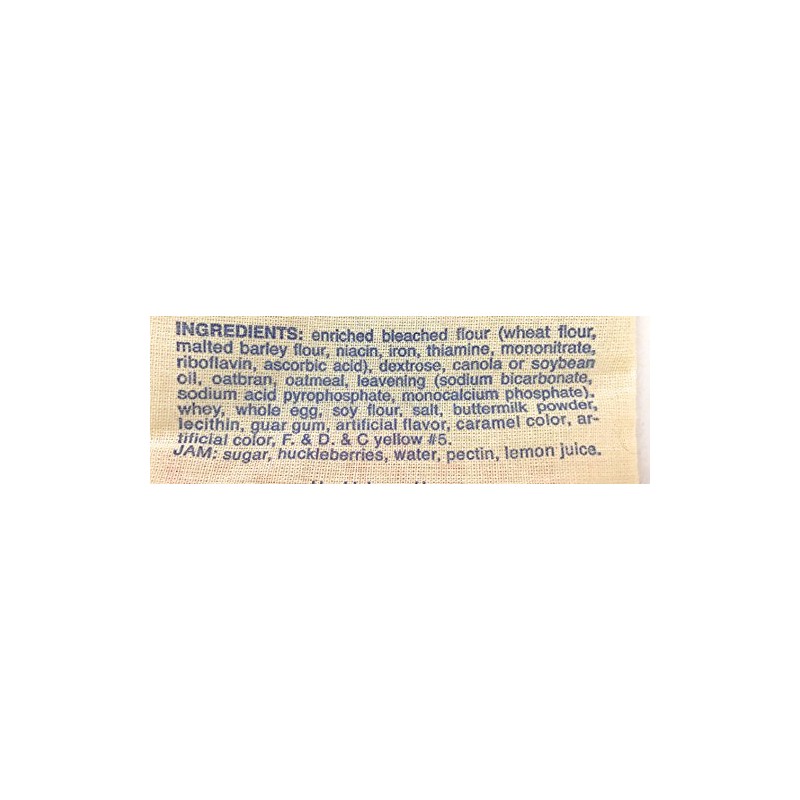 INGREDIENTS: enriched bleached flour (wheat flour,
malted barley flour, niacin, iron, thiamine, mononitrate,
riboflavin, ascorbic acid), dextrose, canola or soybean
oil, oatbran, oatmeal, leavening (sodium bicarbonate,
sodium acid pyrophosphate, monocalcium phosphate).
whey, whole egg, soy flour, salt, buttermilk powder,
lecithin, guar gum, artificial flavor, caramel color, ar-
tificial color, F. & D. & C yellow #5.
JAM: sugar, huckleberries, water, pectin, lemon juice.